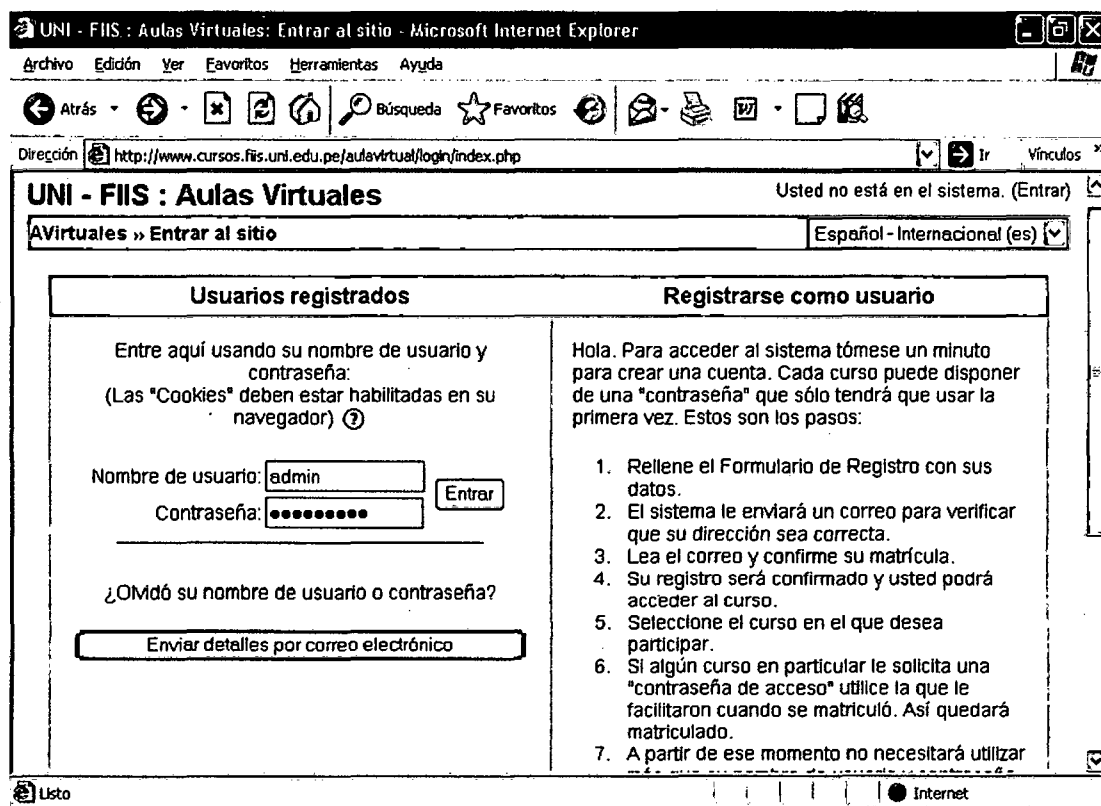 UNI - FIIS : Aulas Virtuales: Entrar al sitio - Microsoft Internet Explorer
Archivo Edición Ver Favoritos Herramientas Ayuda
Atrás Búsqueda Favoritos
Dirección http://www.cursos.fiis.uni.edu.pe/aulavirtual/login/index.php Ir Vínculos »
UNI - FIIS : Aulas Virtuales
Usted no está en el sistema. (Entrar)
AVirtuales » Entrar al sitio
Español - Internacional (es)
Usuarios registrados
Entre aquí usando su nombre de usuario y
contraseña:
(Las "Cookies" deben estar habilitadas en su
navegador) ?
Nombre de usuario: admin
Contraseña: ●●●●●●●●●
Entrar
¿Olvidó su nombre de usuario o contraseña?
Enviar detalles por correo electrónico
Registrarse como usuario
Hola. Para acceder al sistema tómese un minuto
para crear una cuenta. Cada curso puede disponer
de una "contraseña" que sólo tendrá que usar la
primera vez. Estos son los pasos:
1. Rellene el Formulario de Registro con sus
datos.
2. El sistema le enviará un correo para verificar
que su dirección sea correcta.
3. Lea el correo y confirme su matrícula.
4. Su registro será confirmado y usted podrá
acceder al curso.
5. Seleccione el curso en el que desea
participar.
6. Si algún curso en particular le solicita una
"contraseña de acceso" utilice la que le
facilitaron cuando se matriculó. Así quedará
matriculado.
7. A partir de ese momento no necesitará utilizar
Listo
Internet